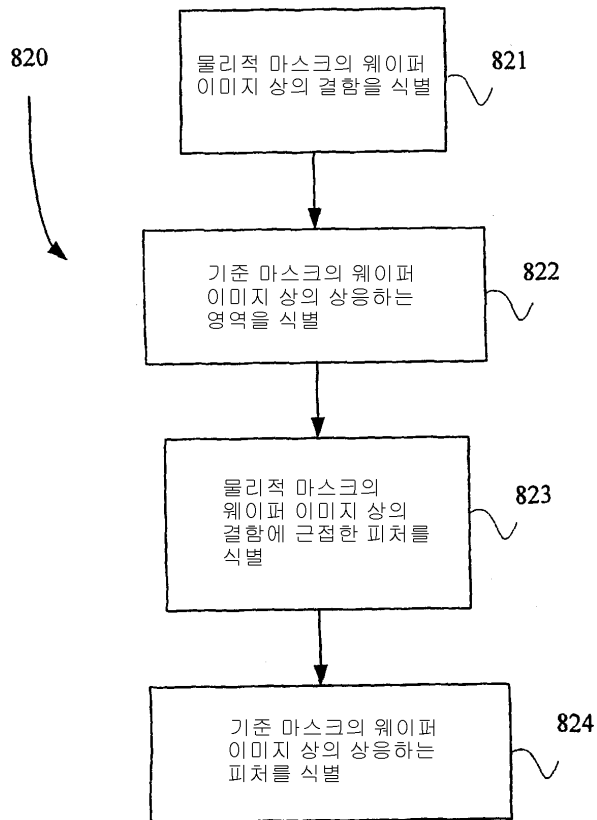 820
물리적 마스크의 웨이퍼
이미지 상의 결함을 식별
821
기준 마스크의 웨이퍼
이미지 상의 상응하는
영역을 식별
822
물리적 마스크의
웨이퍼 이미지 상의
결함에 근접한 피처를
식별
823
기준 마스크의 웨이퍼
이미지 상의 상응하는
피처를 식별
824